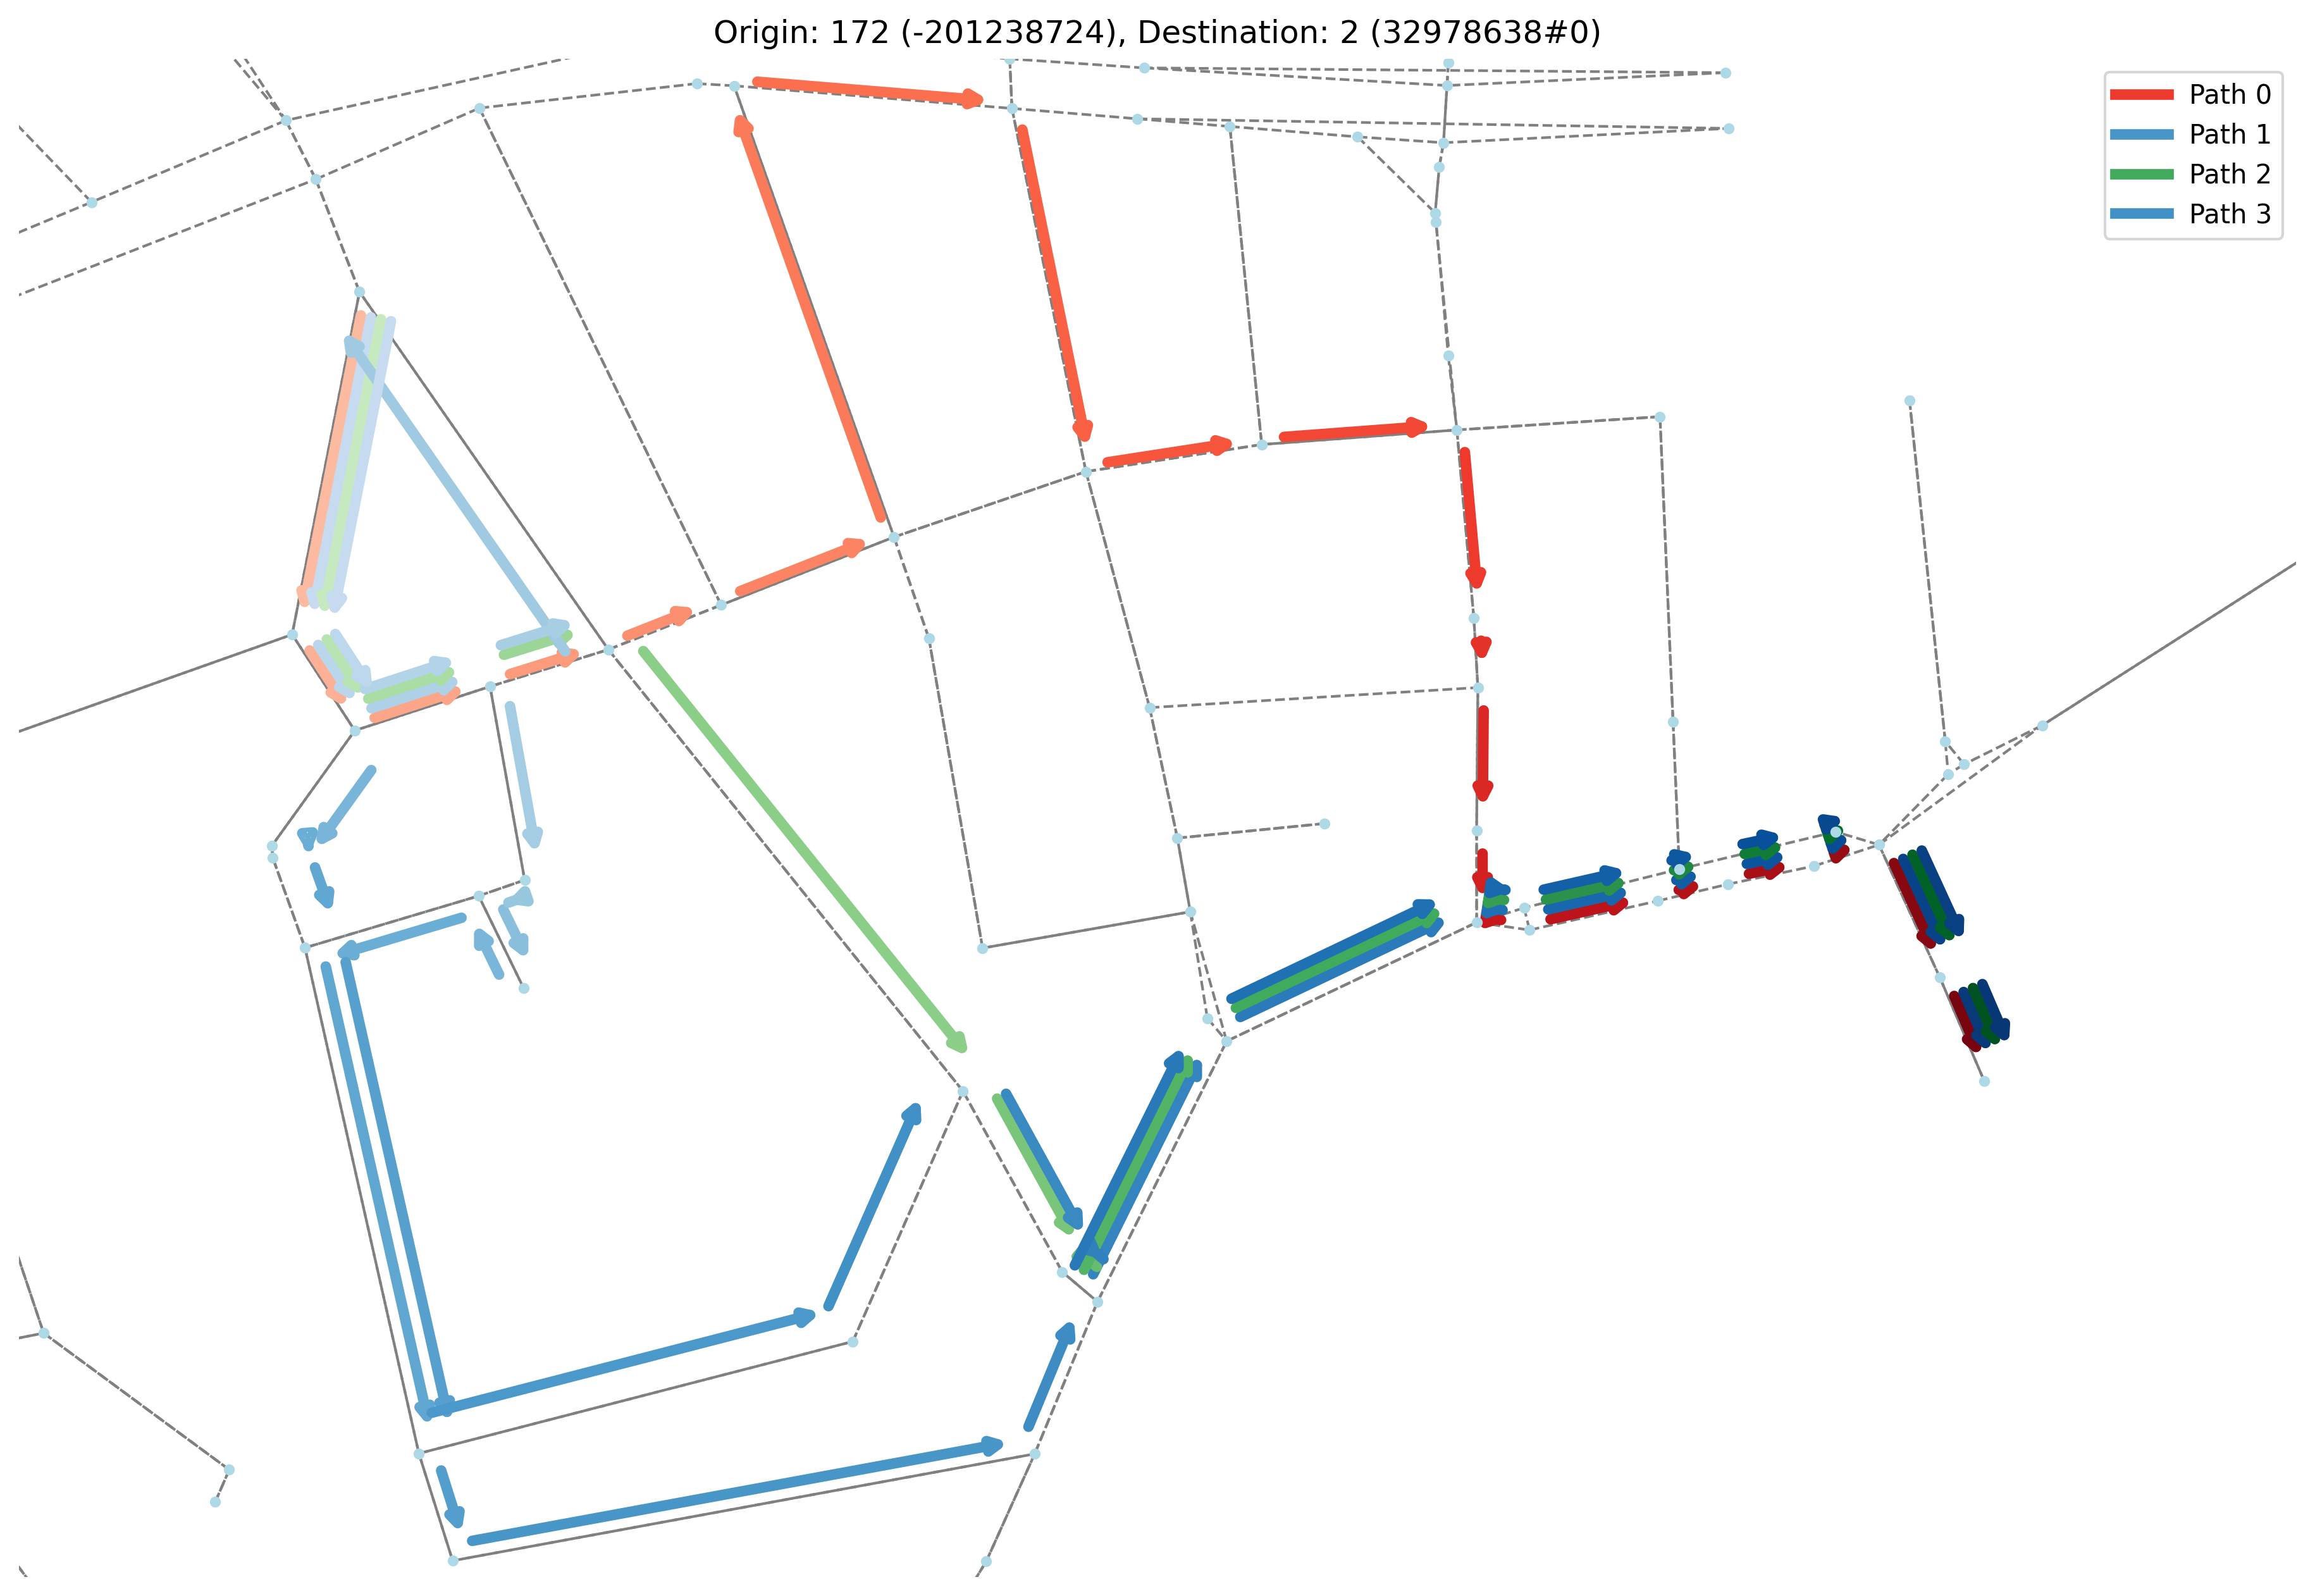 Origin: 172 (-201238724), Destination: 2 (32978638#0)
Path 0
Path 1
Path 2
Path 3